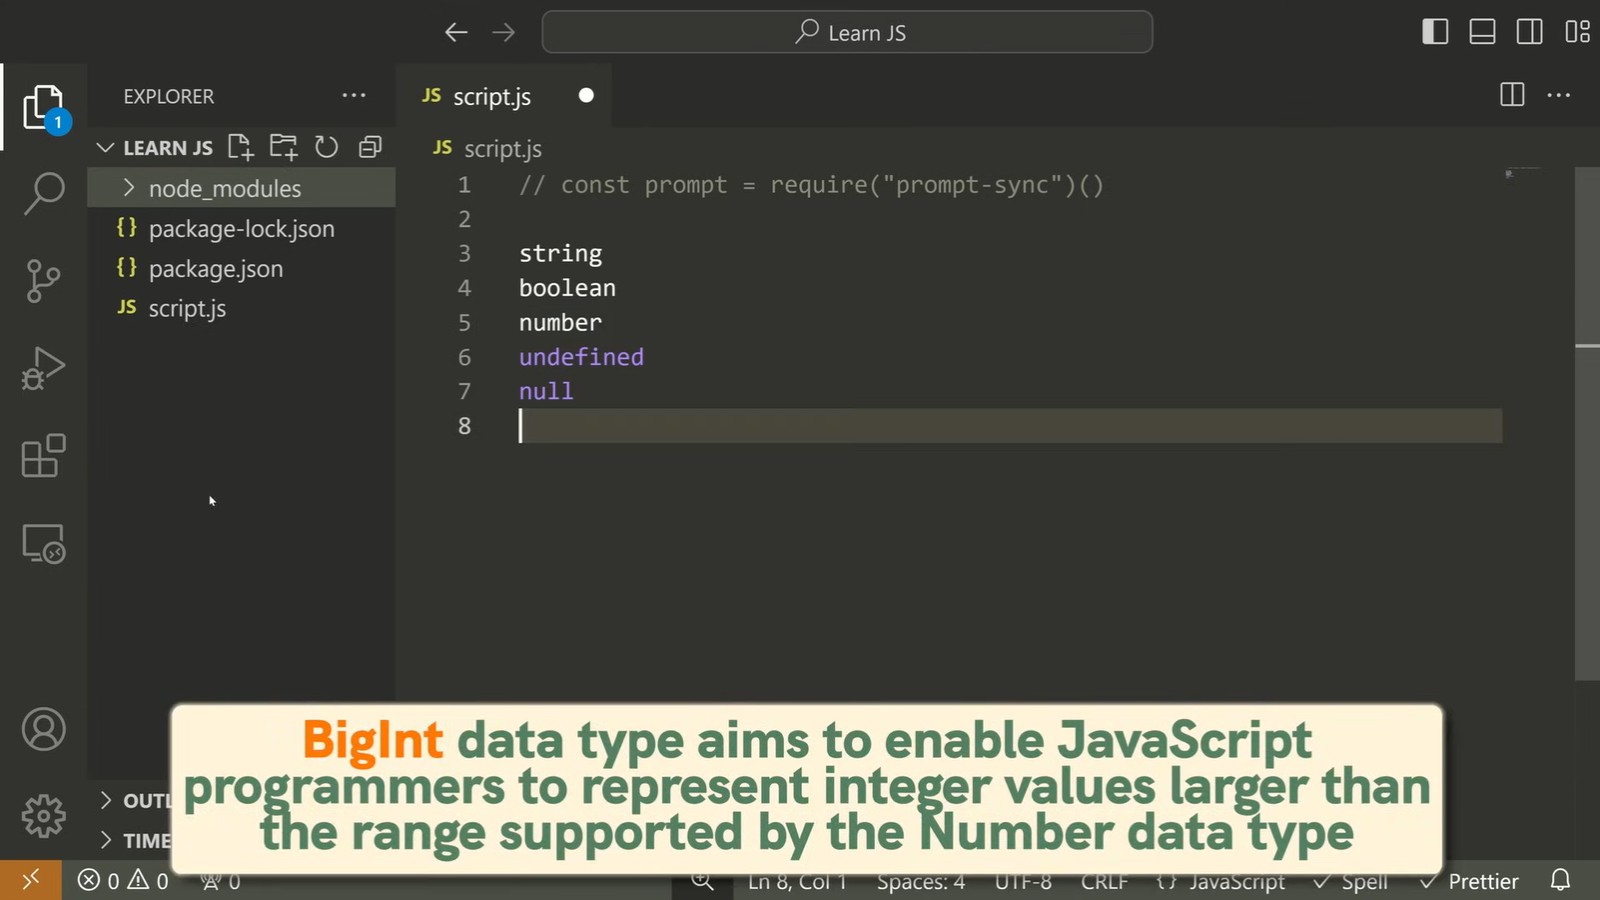 Learn JS
EXPLORER
JS script.js
1
LEARN JS
JS script.js
node_modules
1 // const prompt = require("prompt-sync")()
2
{} package-lock.json
3 string
{} package.json
4 boolean
JS script.js
5 number
6 undefined
7 null
8
BigInt data type aims to enable JavaScript
programmers to represent integer values larger than
the range supported by the Number data type
OUTL
TIME
0 0 0
Ln 8, Col 1 Spaces: 4 UTF-8 CRLF {} JavaScript Spell Prettier